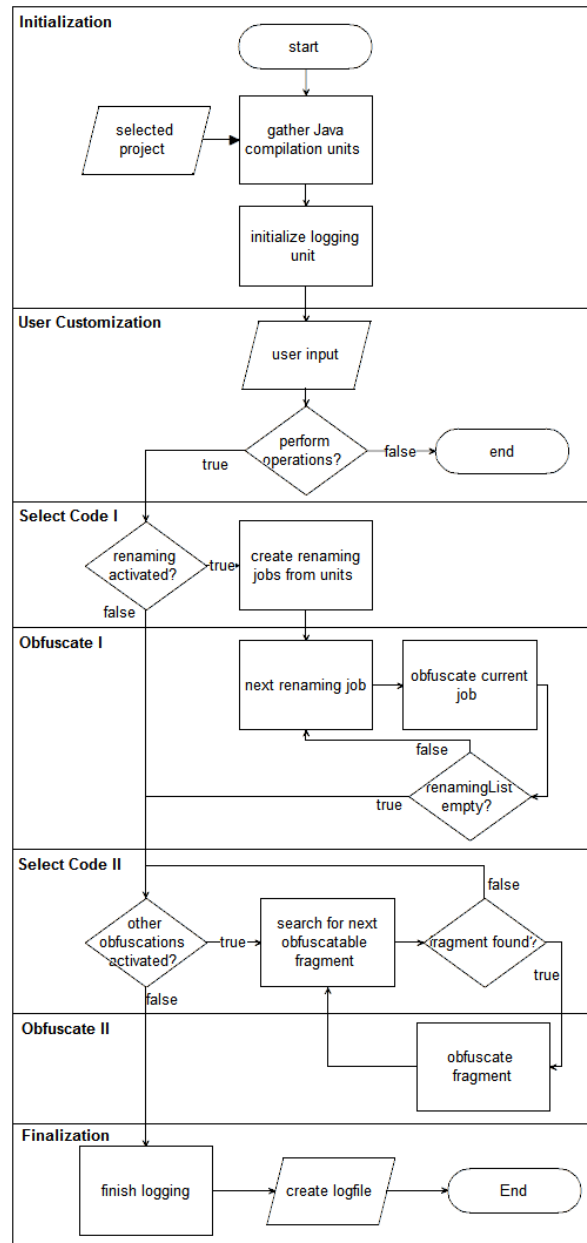 Initialization
start
selected
project
gather Java
compilation units
initialize logging
unit
User Customization
user input
perform
operations?
false
end
true
Select Code I
renaming
activated?
true
create renaming
jobs from units
false
Obfuscate I
next renaming job
obfuscate current
job
false
renamingList
empty?
true
Select Code II
false
other
obfuscations
activated?
true
search for next
obfuscatable
fragment
fragment found?
true
false
Obfuscate II
obfuscate
fragment
Finalization
finish logging
create logfile
End